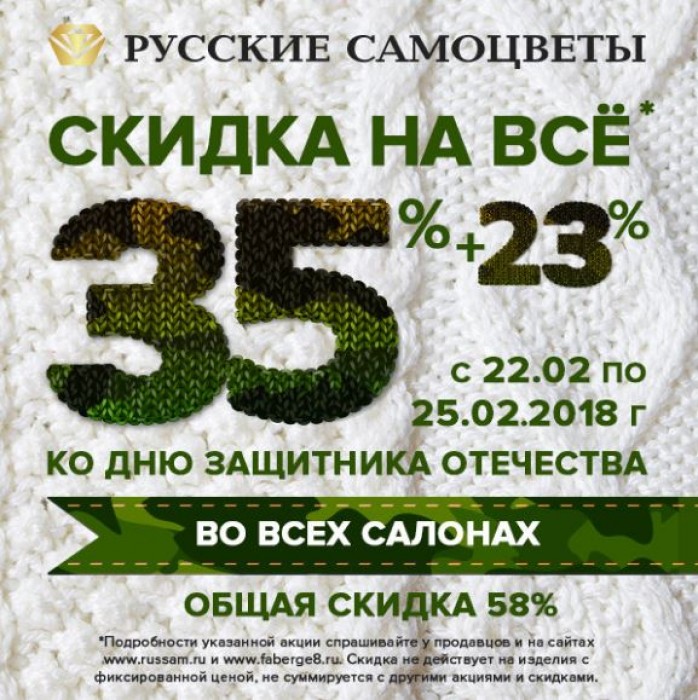 РУССКИЕ САМОЦВЕТЫ
СКИДКА НА ВСЁ*
35% +23%
С 22.02 ПО
25.02.2018 Г
КО ДНЮ ЗАЩИТНИКА ОТЕЧЕСТВА
ВО ВСЕХ САЛОНАХ
ОБЩАЯ СКИДКА 58%
*Подробности указанной акции спрашивайте у продавцов и на сайтах
www.russam.ru и www.faberge8.ru. Скидка не действует на изделия с
фиксированной ценой, не суммируется с другими акциями и скидками.